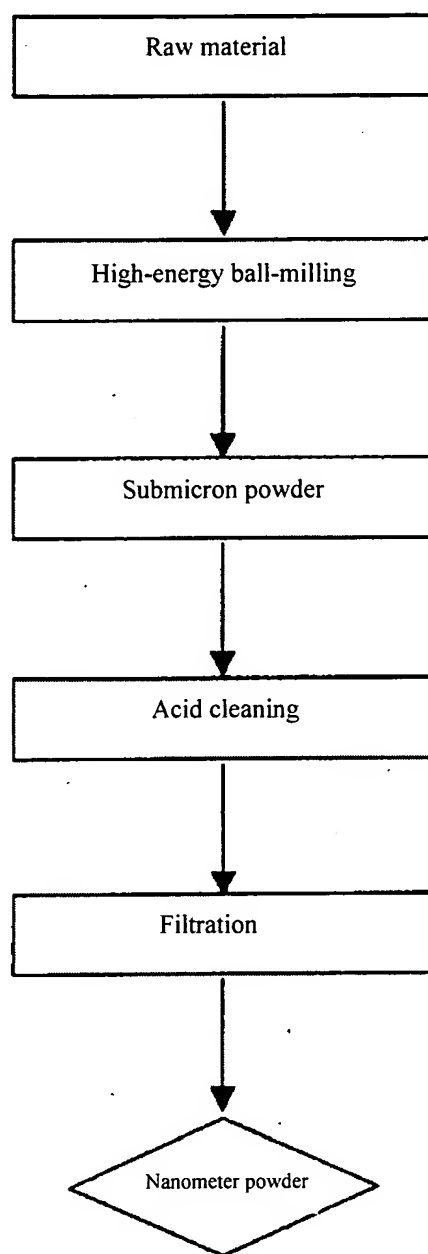 Raw material
High-energy ball-milling
Submicron powder
Acid cleaning
Filtration
Nanometer powder